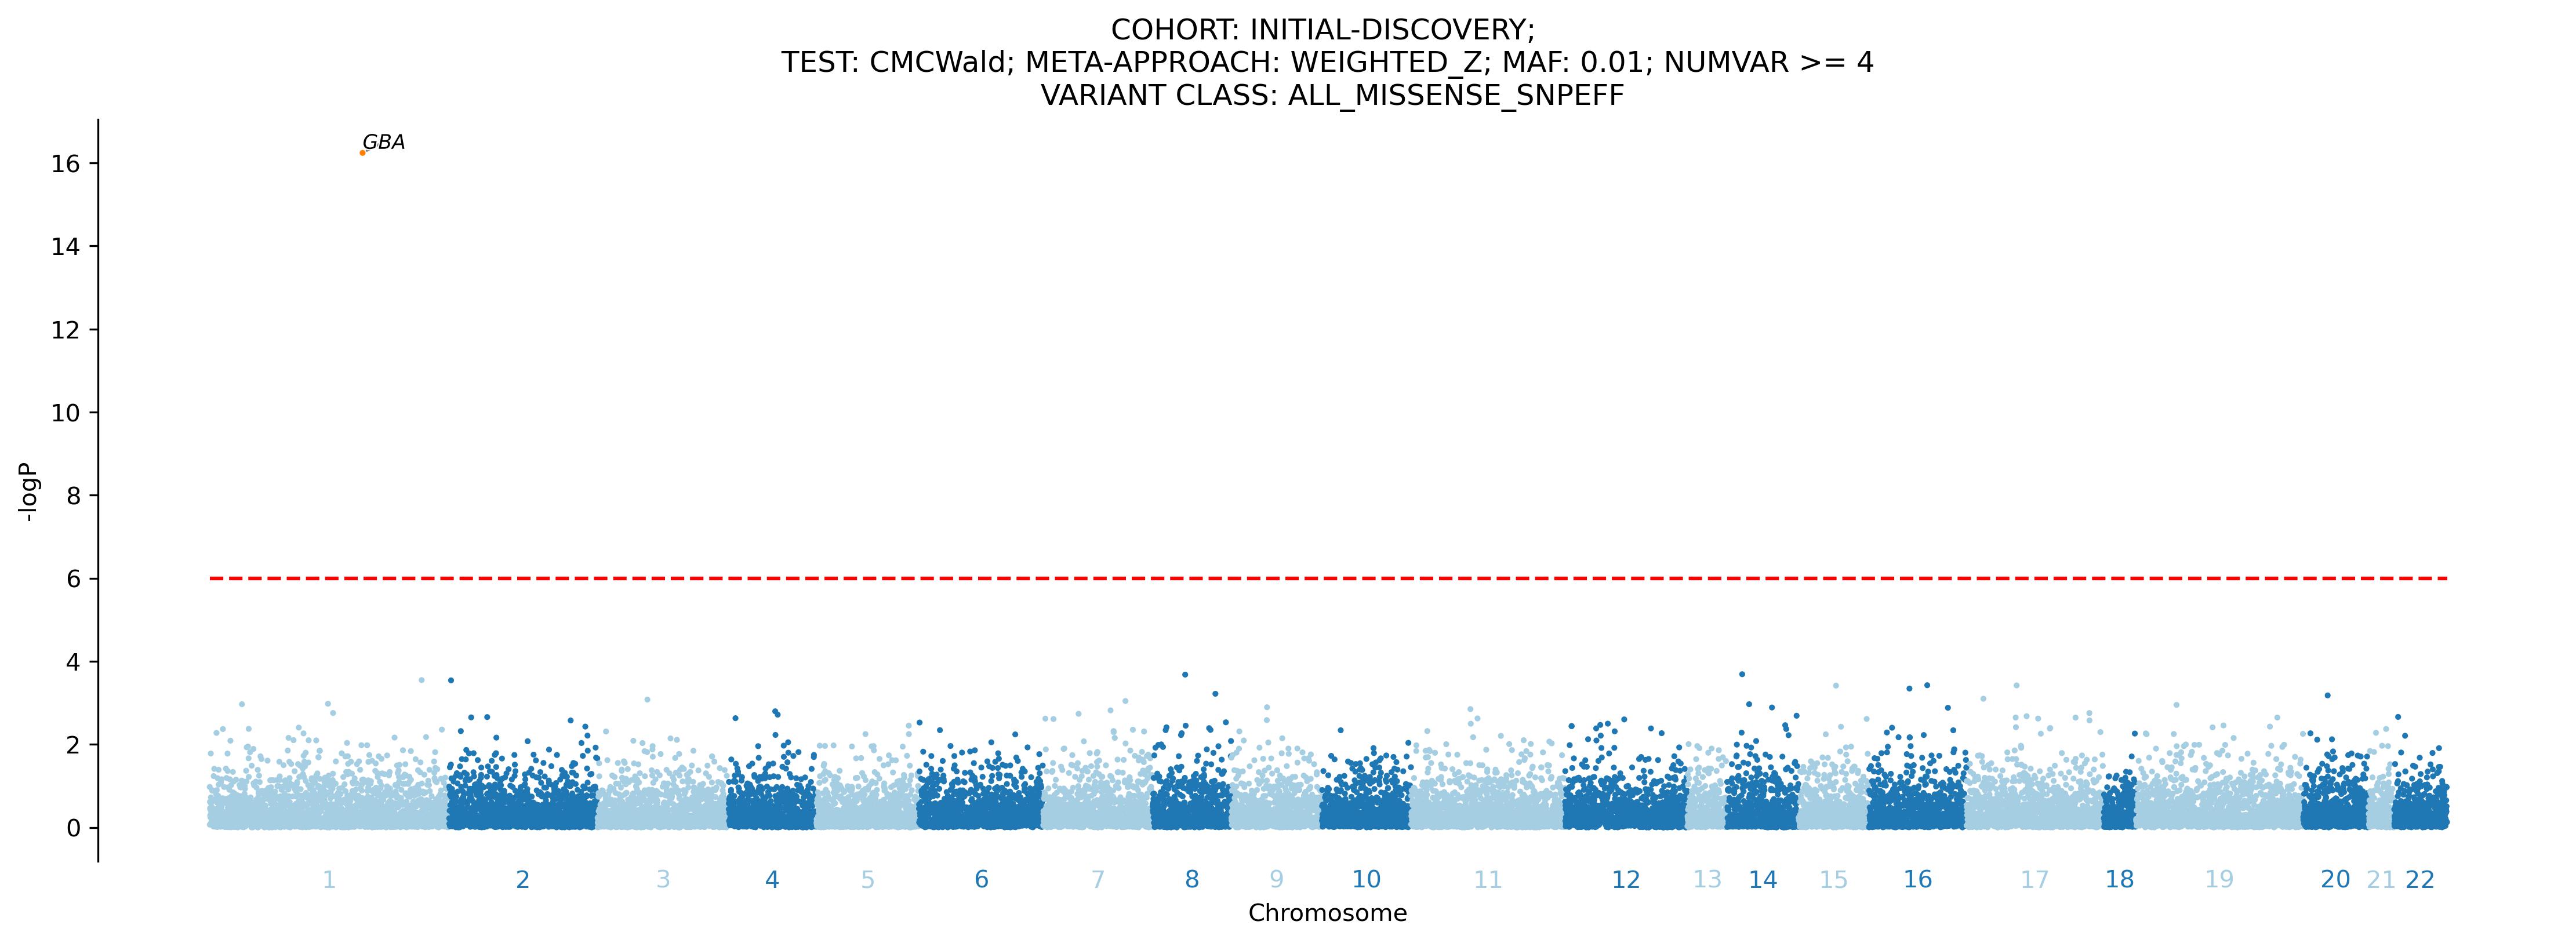 COHORT: INITIAL-DISCOVERY;
TEST: CMCWald; META-APPROACH: WEIGHTED_Z; MAF: 0.01; NUMVAR >= 4
VARIANT CLASS: ALL_MISSENSE_SNPEFF
GBA
16
14
12
10
8
6
4
2
0
-logP
1 2 3 4 5 6 7 8 9 10 11 12 13 14 15 16 17 18 19 20 21 22
Chromosome